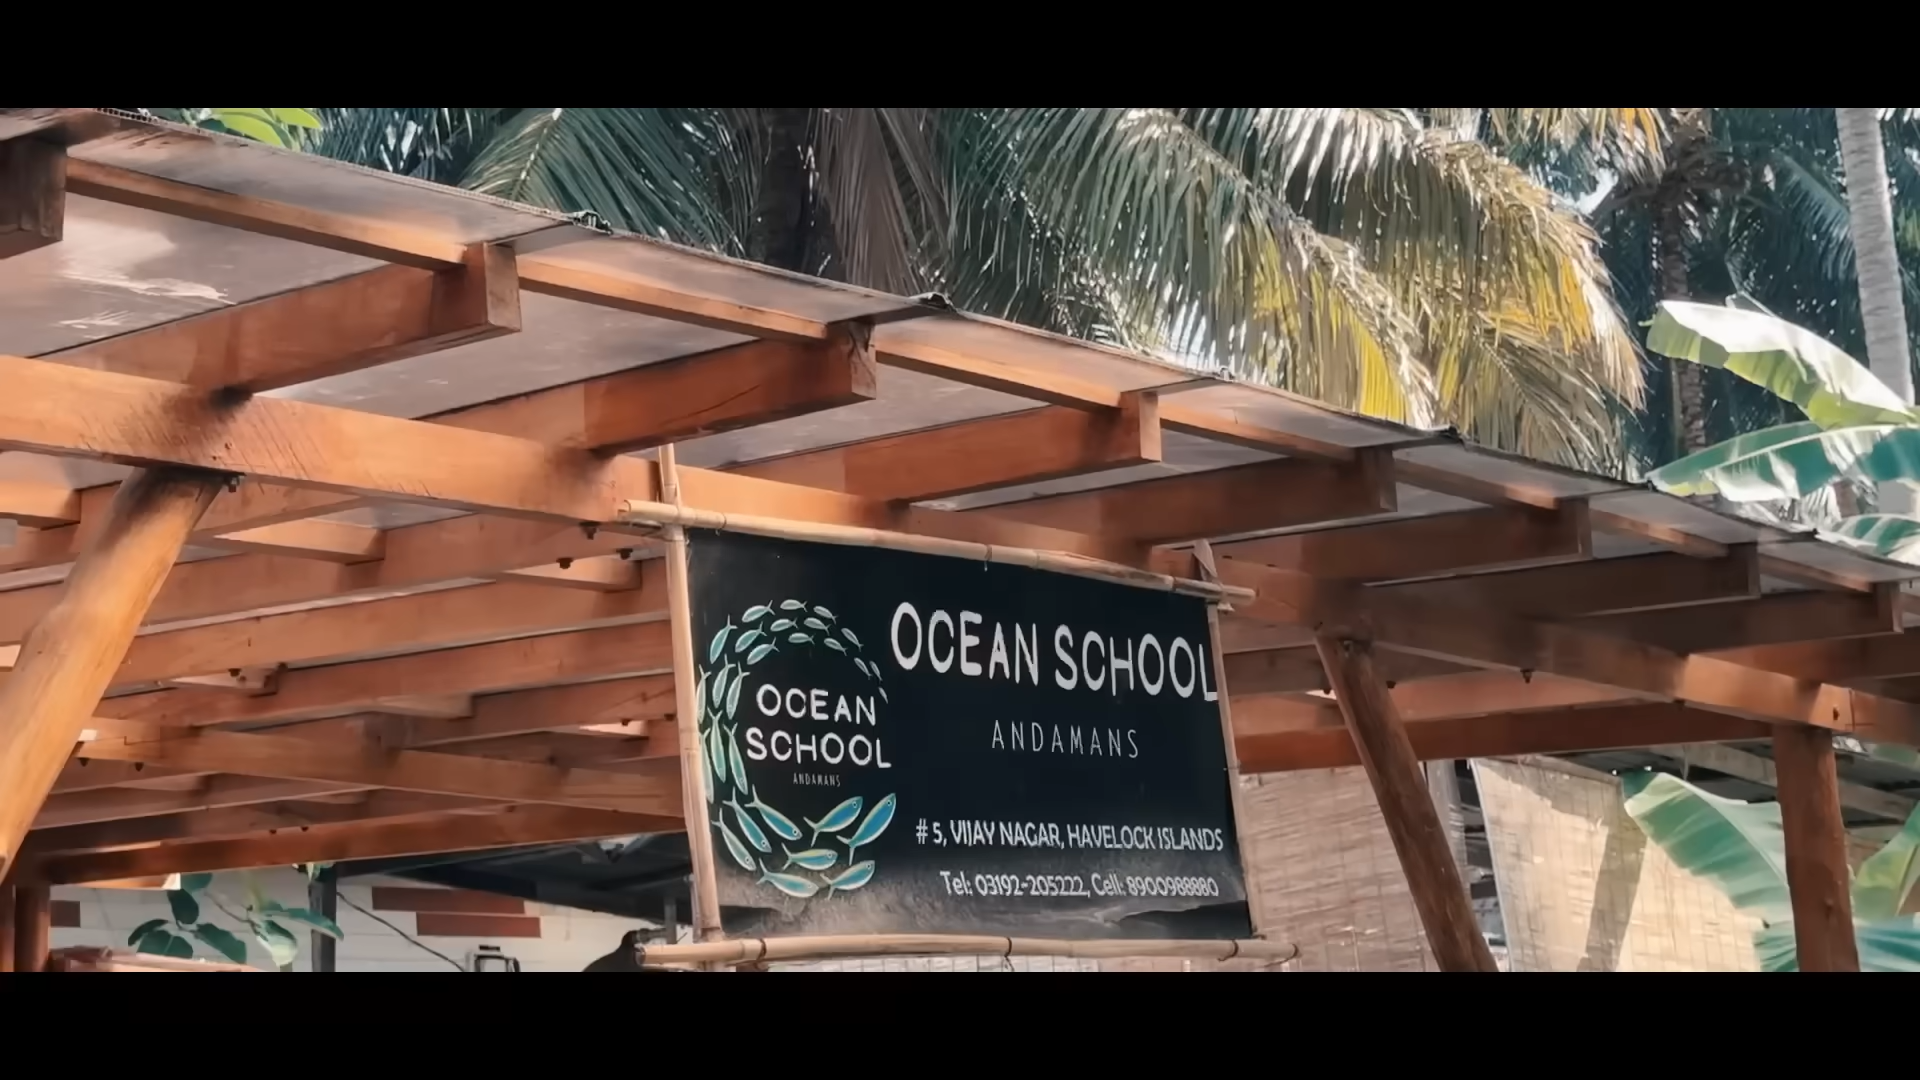 OCEAN
SCHOOL
ANDAMANS
OCEAN SCHOOL
ANDAMANS
# 5, VIJAY NAGAR, HAVELOCK ISLANDS
Tel: 03192-205222, Cell: 8900988880